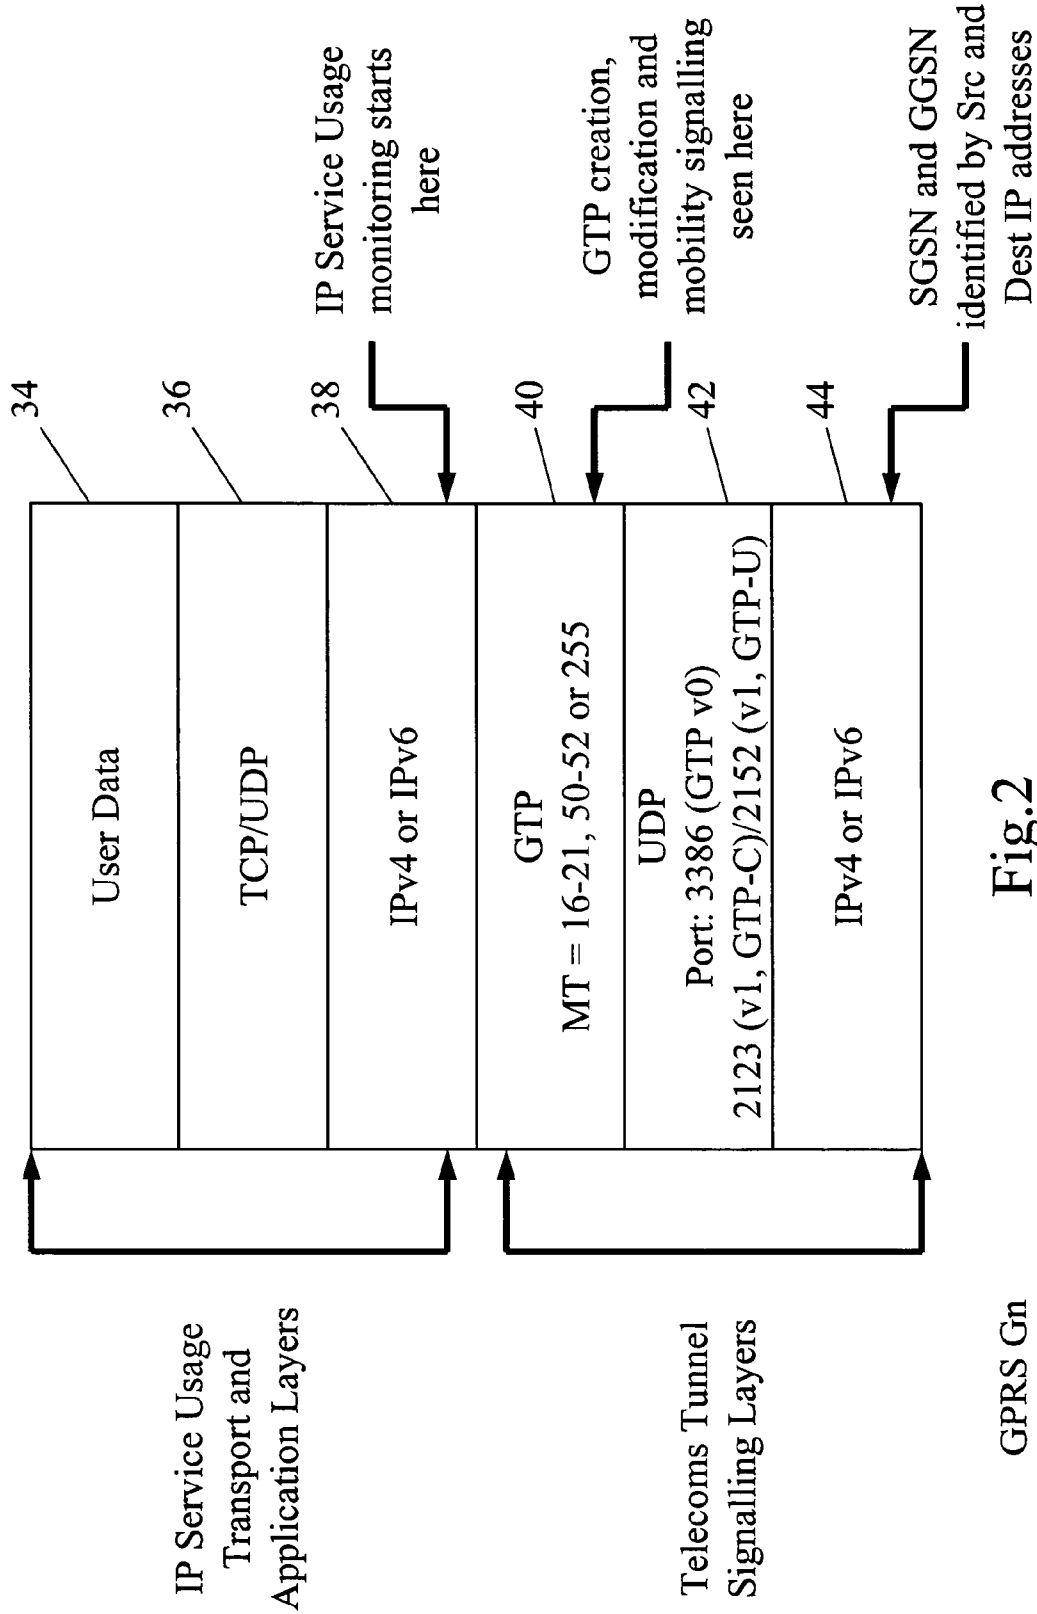 IP Service Usage
Transport and
Application Layers
Telecoms Tunnel
Signalling Layers
GPRS Gn
User Data
TCP/UDP
IPv4 or IPv6
GTP
MT = 16-21, 50-52 or 255
UDP
Port: 3386 (GTP v0)
2123 (v1, GTP-C)/2152 (v1, GTP-U)
IPv4 or IPv6
34
36
38
40
42
44
IP Service Usage
monitoring starts
here
GTP creation,
modification and
mobility signalling
seen here
SGSN and GGSN
identified by Src and
Dest IP addresses
Fig.2